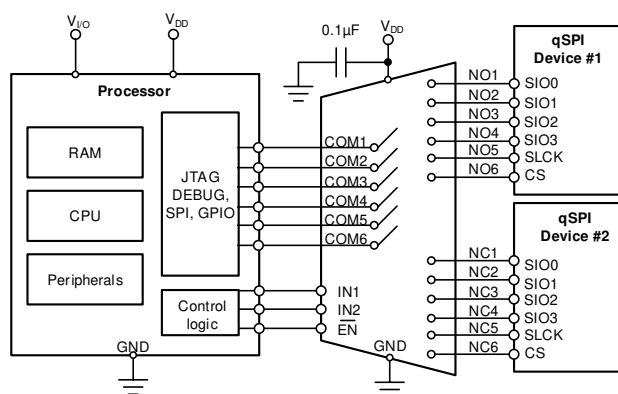 V_I/O
V_DD
Processor
RAM
CPU
Peripherals
JTAG
DEBUG,
SPI, GPIO
Control
logic
GND
0.1µF
V_DD
COM1
COM2
COM3
COM4
COM5
COM6
IN1
IN2
E̅N̅
GND
NO1
NO2
NO3
NO4
NO5
NO6
qSPI
Device #1
SIO0
SIO1
SIO2
SIO3
SLCK
CS
NC1
NC2
NC3
NC4
NC5
NC6
qSPI
Device #2
SIO0
SIO1
SIO2
SIO3
SLCK
CS